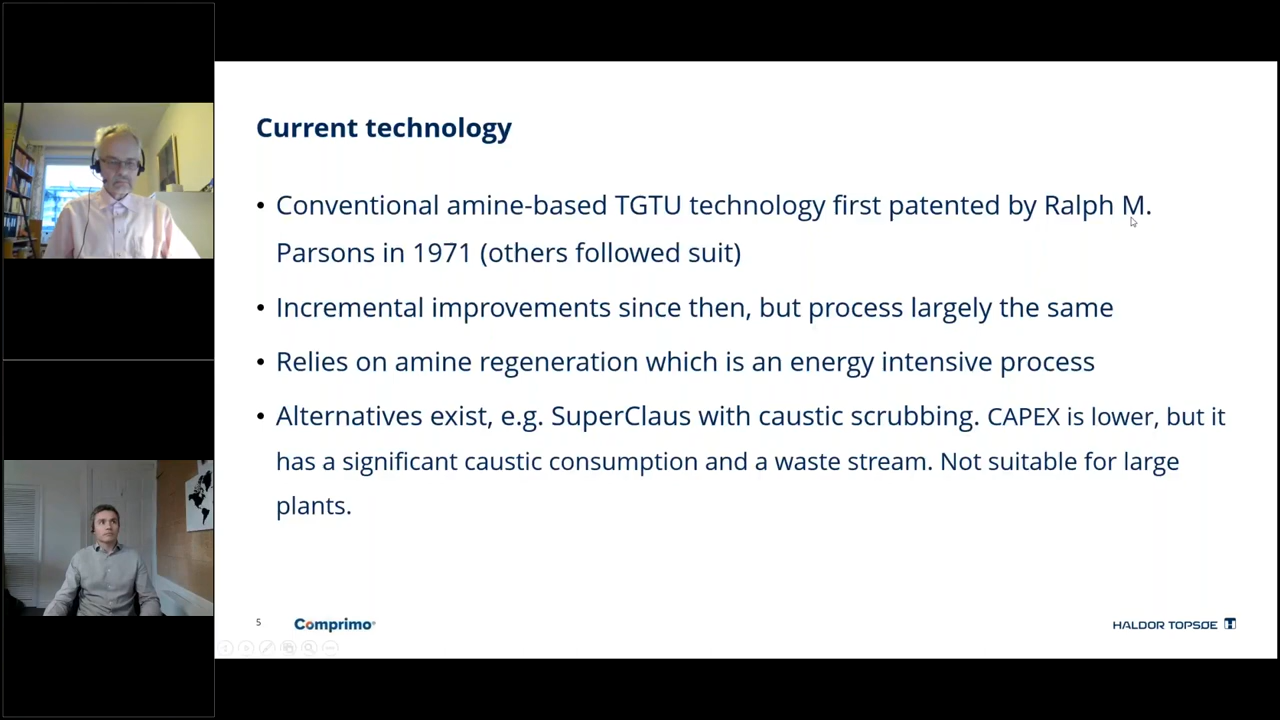 Current technology
• Conventional amine-based TGTU technology first patented by Ralph M.
Parsons in 1971 (others followed suit)
• Incremental improvements since then, but process largely the same
• Relies on amine regeneration which is an energy intensive process
• Alternatives exist, e.g. SuperClaus with caustic scrubbing. CAPEX is lower, but it
has a significant caustic consumption and a waste stream. Not suitable for large
plants.
5 Comprimo® HALDOR TOPSØE